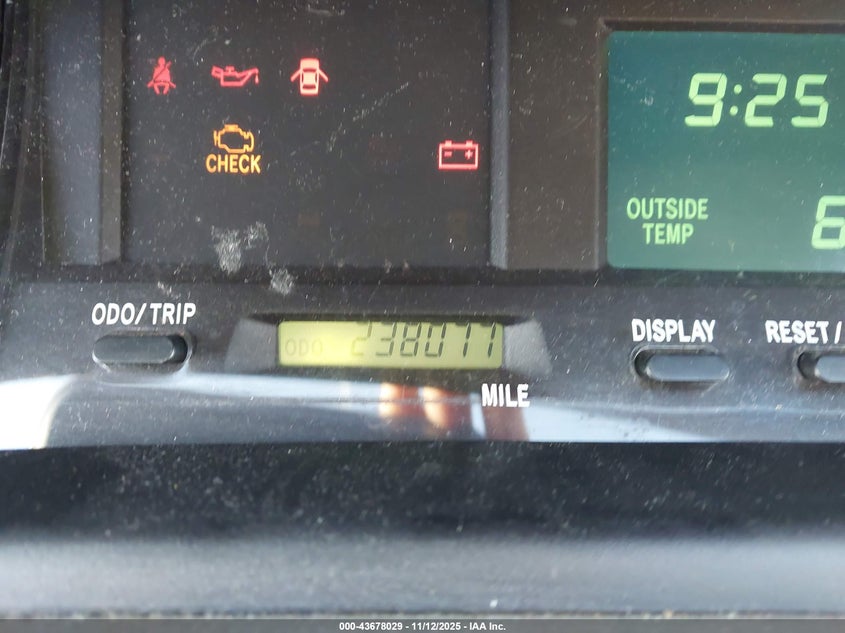 9:25
CHECK
OUTSIDE
TEMP
ODO/TRIP
ODO 238077
DISPLAY
RESET/
MILE
000-43678029 - 11/12/2025 - IAA Inc.